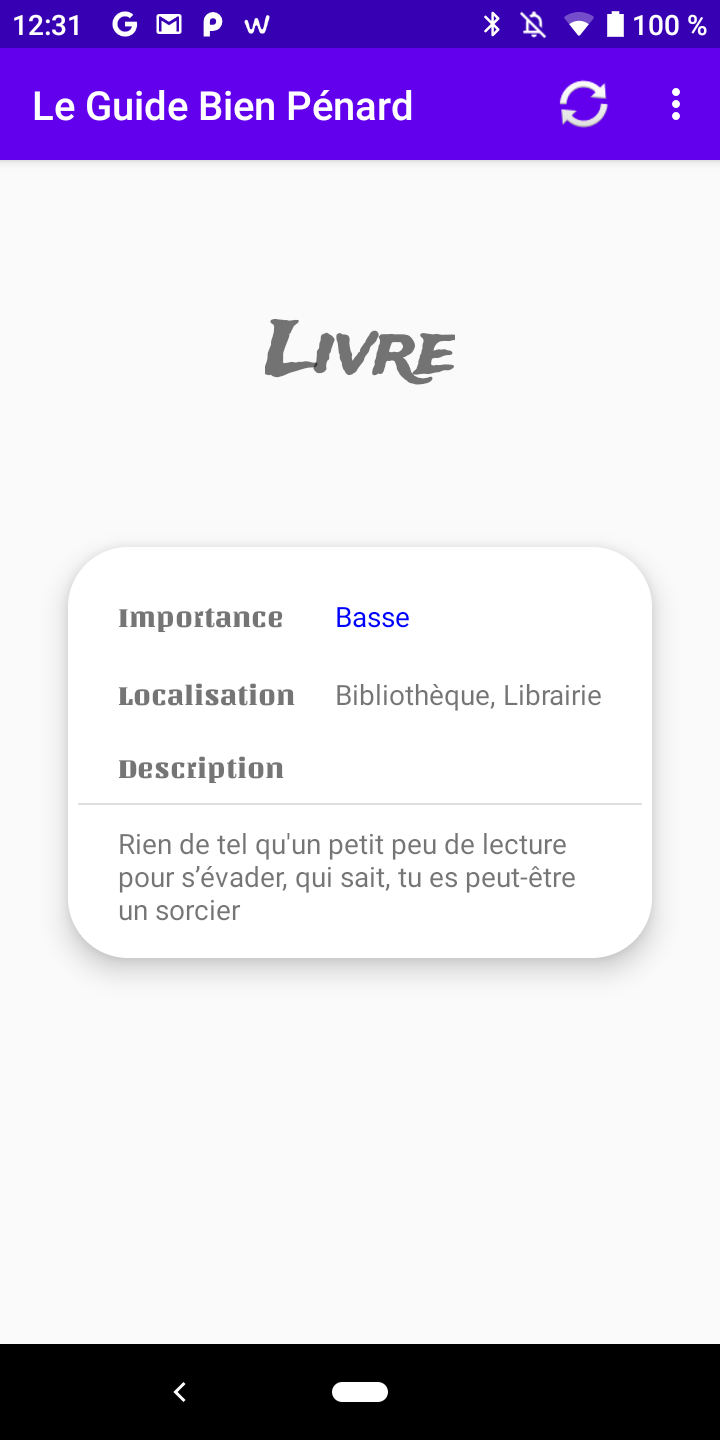 12:31 100 %
Le Guide Bien Pénard
Livre
Importance Basse
Localisation Bibliothèque, Librairie
Description
Rien de tel qu'un petit peu de lecture
pour s’évader, qui sait, tu es peut-être
un sorcier